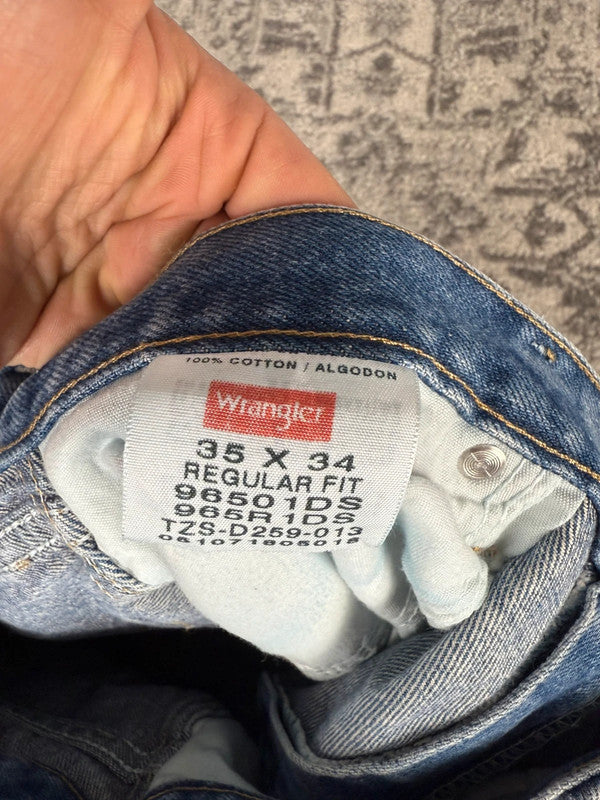 100% COTTON / ALGODON
Wrangler
35 X 34
REGULAR FIT
96501DS
965R1DS
TZS-D259-013